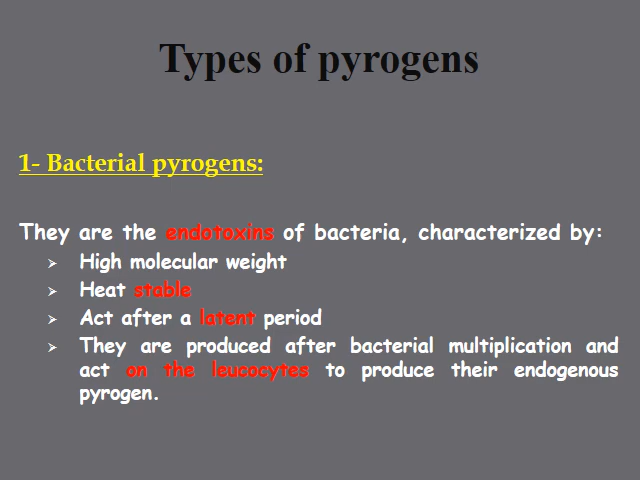 Types of pyrogens
1- Bacterial pyrogens:
They are the endotoxins of bacteria, characterized by:
➢ High molecular weight
➢ Heat stable
➢ Act after a latent period
➢ They are produced after bacterial multiplication and
act on the leucocytes to produce their endogenous
pyrogen.